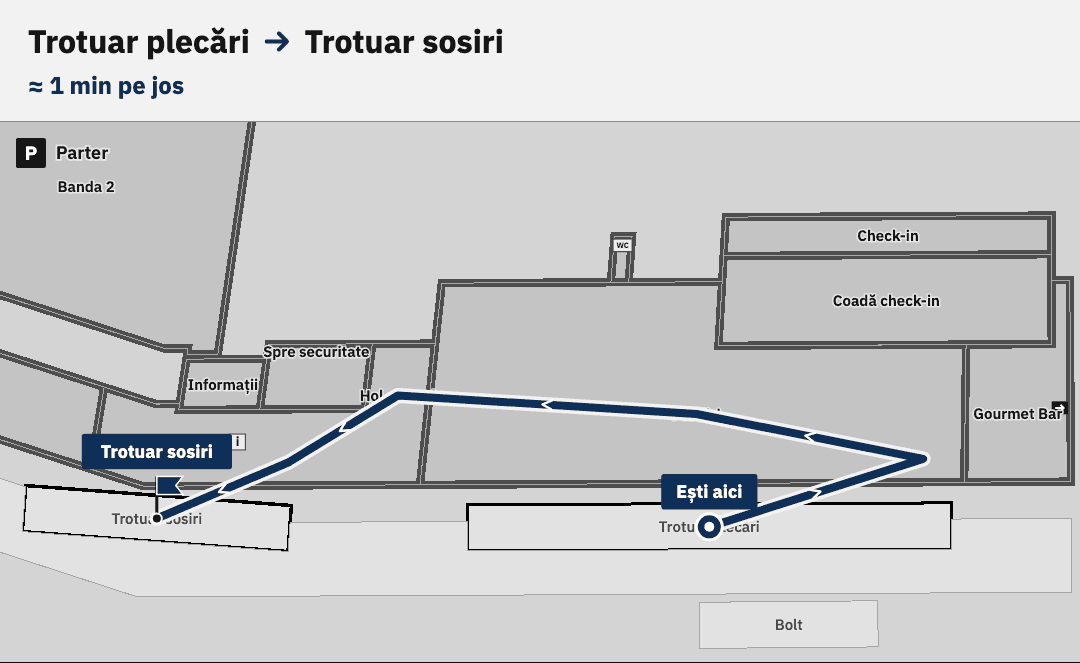 Trotuar plecări → Trotuar sosiri
≈ 1 min pe jos
P Parter
Banda 2
wc
Check-in
Coadă check-in
Spre securitate
Informații
Gourmet Bar
i
Trotuar sosiri
Ești aici
Bolt